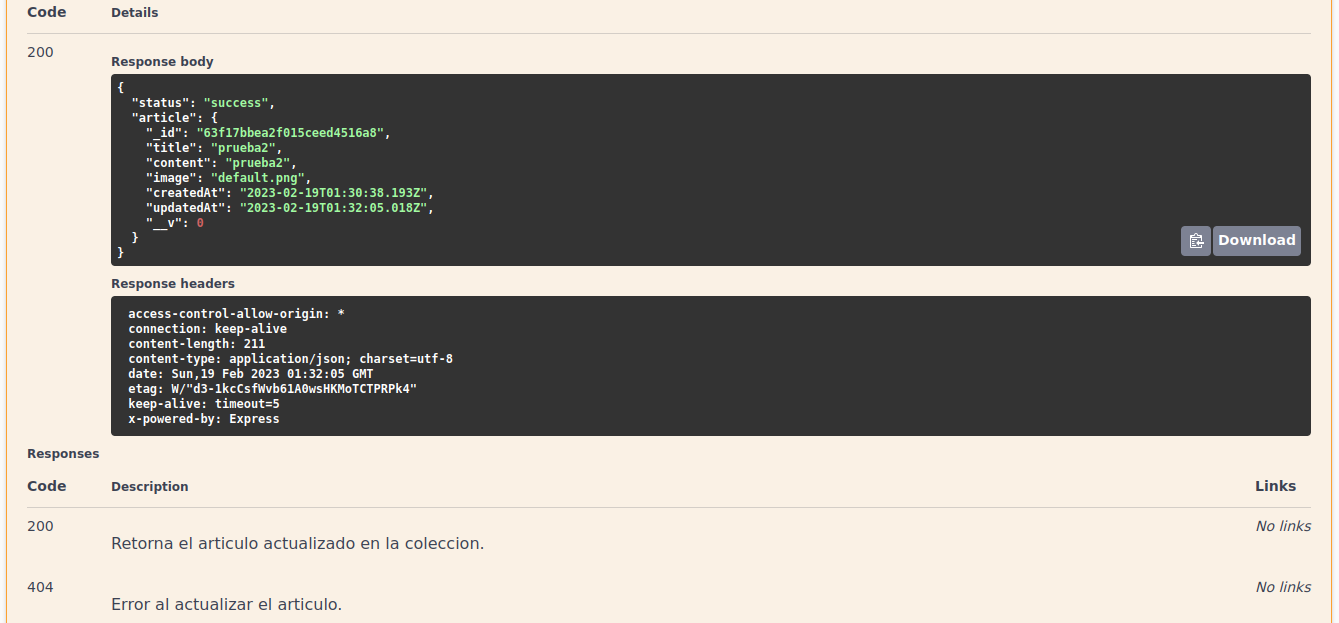 Code Details
200
Response body
{
  "status": "success",
  "article": {
    "_id": "63f17bbea2f015ceed4516a8",
    "title": "prueba2",
    "content": "prueba2",
    "image": "default.png",
    "createdAt": "2023-02-19T01:30:38.193Z",
    "updatedAt": "2023-02-19T01:32:05.018Z",
    "__v": 0
  }
}
Download
Response headers
access-control-allow-origin: *
connection: keep-alive
content-length: 211
content-type: application/json; charset=utf-8
date: Sun,19 Feb 2023 01:32:05 GMT
etag: W/"d3-1kcCsfWvb61A0wsHKMoTCTPRPk4"
keep-alive: timeout=5
x-powered-by: Express
Responses
Code Description Links
200 No links
Retorna el articulo actualizado en la coleccion.
404 No links
Error al actualizar el articulo.